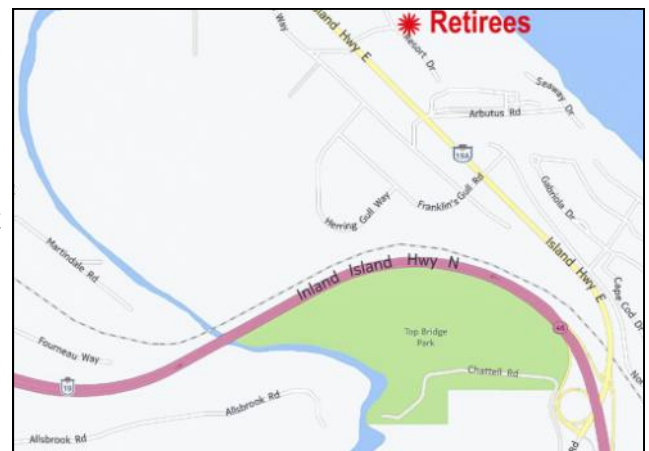 Retirees
Island Hwy E
Resort Dr
Seaway Dr
Arbutus Rd
19A
Franklin's Gull Rd
Gabriola Dr
Herring Gull Way
Island Hwy E
Martindale Rd
Inland Island Hwy N
Cape Cod Dr
Top Bridge
Park
46
Fourneau Way
Chattell Rd
19
Allsbrook Rd
Allsbrook Rd
Rd